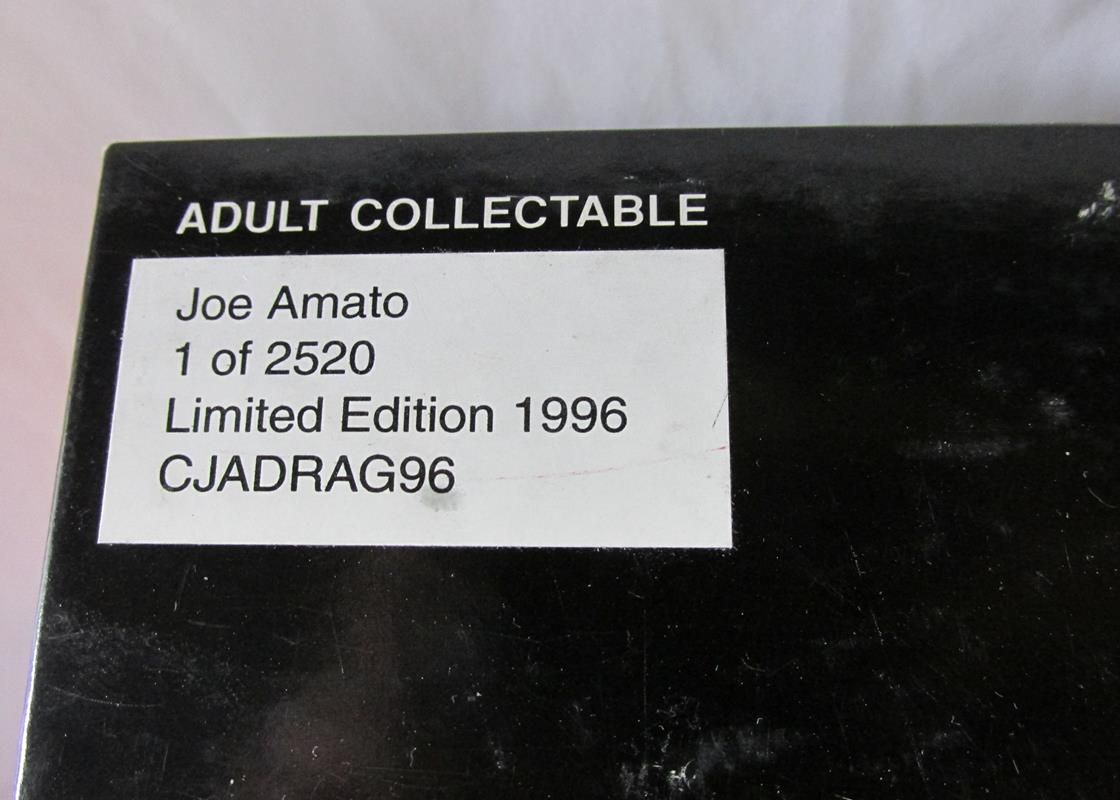 ADULT COLLECTABLE
Joe Amato
1 of 2520
Limited Edition 1996
CJADRAG96